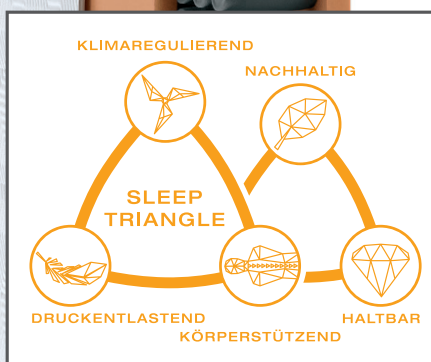 KLIMAREGULIEREND
NACHHALTIG
SLEEP
TRIANGLE
DRUCKENTLASTEND
HALTBAR
KÖRPERSTÜTZEND